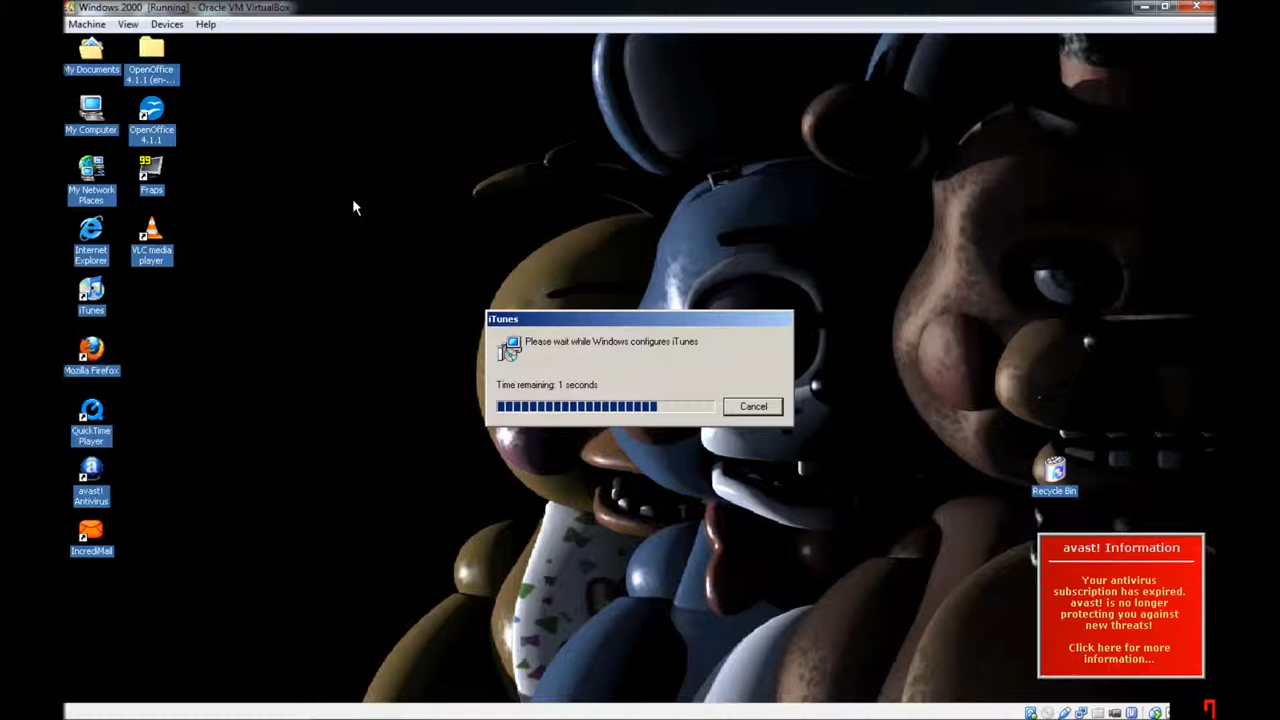 Windows 2000 [Running] - Oracle VM VirtualBox
Machine View Devices Help
My Documents
OpenOffice
4.1.1 (en-...
My Computer
OpenOffice
4.1.1
My Network
Places
99
Fraps
Internet
Explorer
VLC media
player
iTunes
Mozilla Firefox
QuickTime
Player
avast!
Antivirus
IncrediMail
iTunes
Please wait while Windows configures iTunes
Time remaining: 1 seconds
Cancel
Recycle Bin
avast! Information
Your antivirus
subscription has expired.
avast! is no longer
protecting you against
new threats!
Click here for more
information...